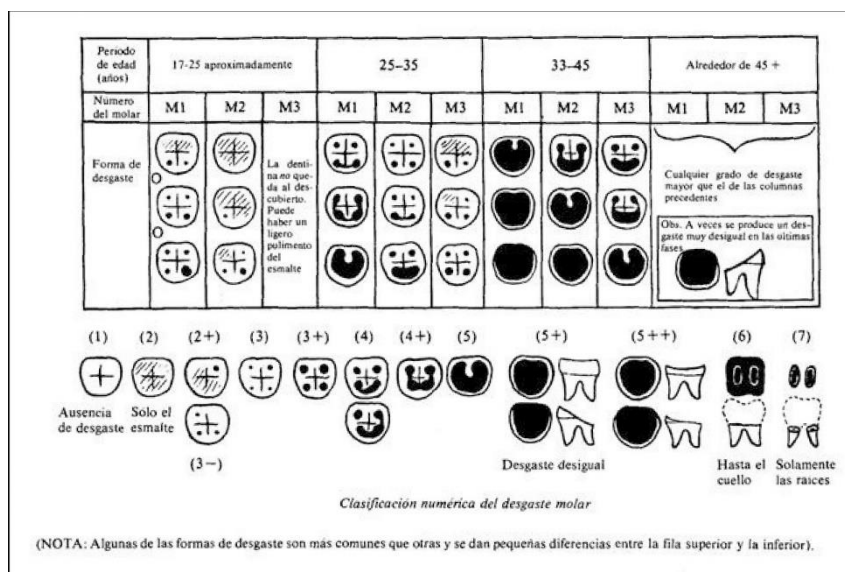 Periodo
de edad
(años)
17-25 aproximadamente
25-35
33-45
Alrededor de 45 +
Número
del molar
M1 M2 M3 M1 M2 M3 M1 M2 M3 M1 M2 M3
Forma de
desgaste
La denti-
na no que-
da al des-
cubierto.
Puede
haber un
ligero
pulimento
del
esmalte
Cualquier grado de desgaste
mayor que el de las columnas
precedentes
Obs. A veces se produce un des-
gaste muy desigual en las ultimas
fases
(1) (2) (2+) (3) (3+) (4) (4+) (5) (5+) (5++) (6) (7)
Ausencia
de desgaste
Solo el
esmalte
(3−)
Desgaste desigual
Hasta el
cuello
Solamente
las raices
Clasificación numérica del desgaste molar
(NOTA: Algunas de las formas de desgaste son más comunes que otras y se dan pequeñas diferencias entre la fila superior y la inferior).